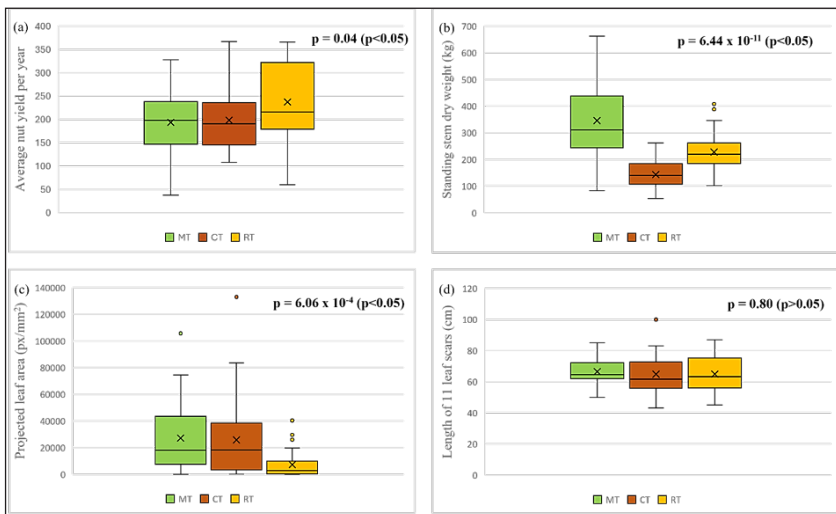 (a)
p = 0.04 (p<0.05)
Average nut yield per year
400
350
300
250
200
150
100
50
0
MT CT RT
(b)
p = 6.44 x 10⁻¹¹ (p<0.05)
Standing stem dry weight (kg)
700
600
500
400
300
200
100
0
MT CT RT
(c)
p = 6.06 x 10⁻⁴ (p<0.05)
Projected leaf area (px/mm²)
140000
120000
100000
80000
60000
40000
20000
0
MT CT RT
(d)
p = 0.80 (p>0.05)
Length of 11 leaf scars (cm)
120
100
80
60
40
20
0
MT CT RT